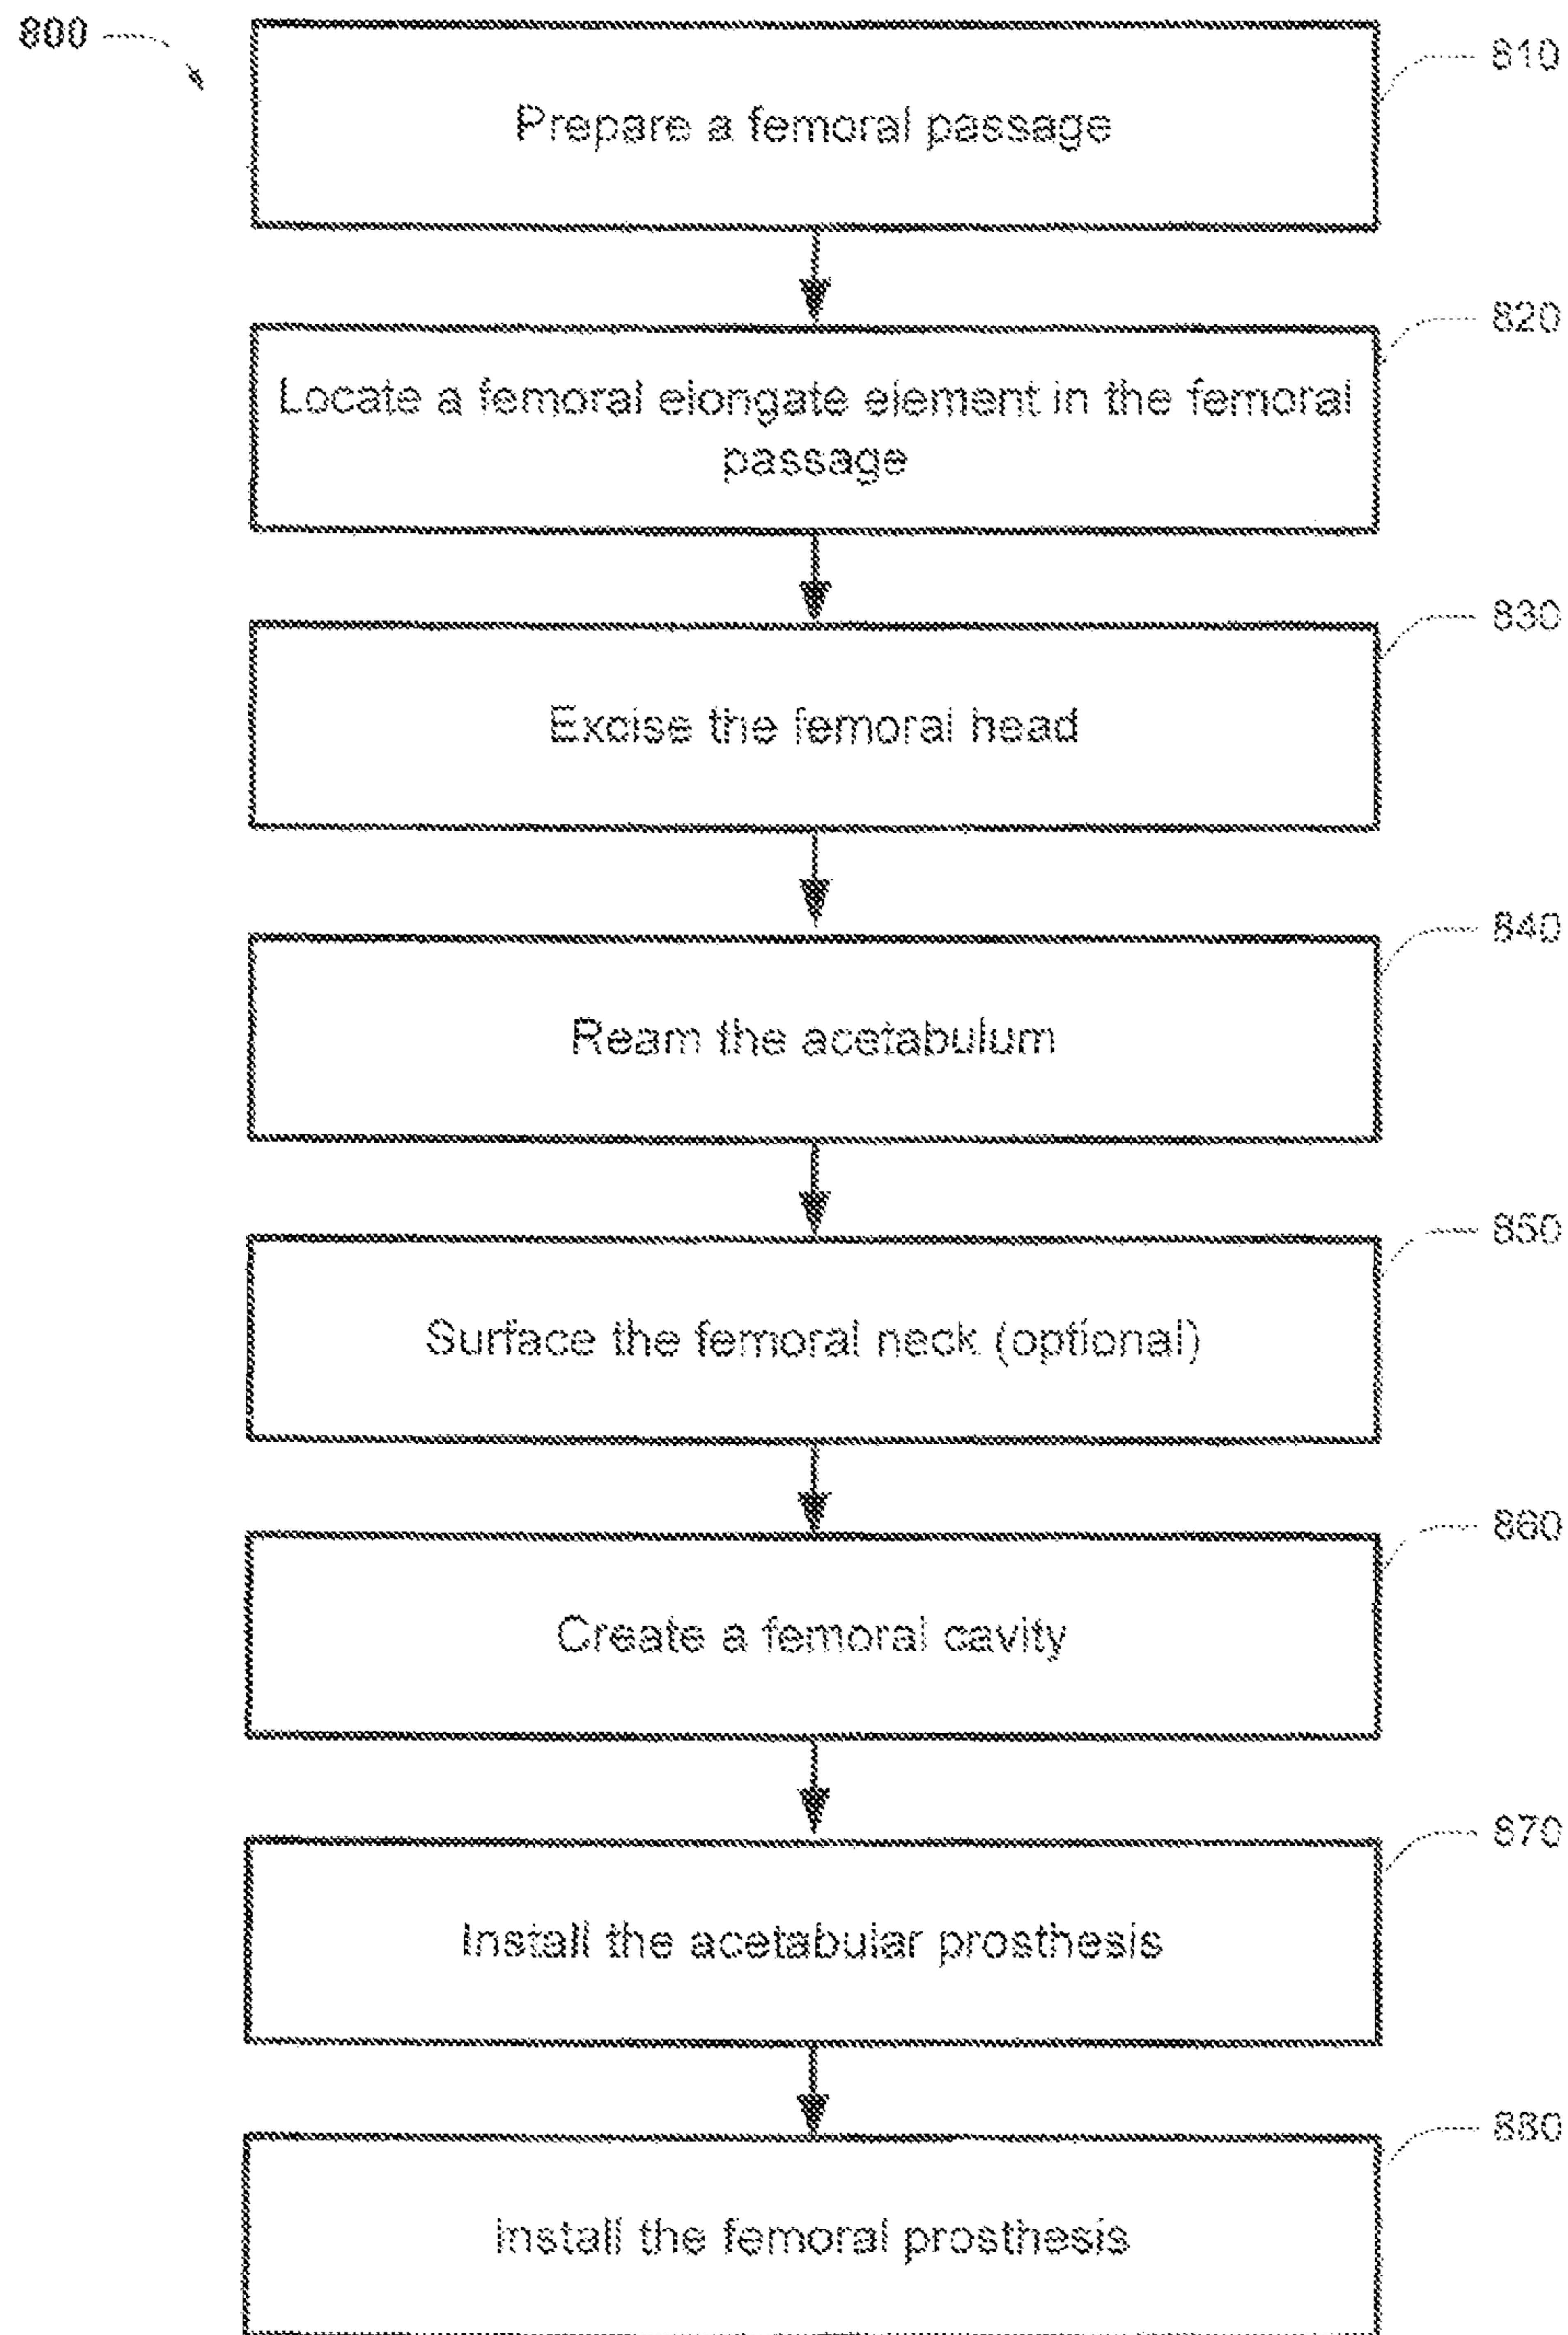 800
810
Prepare a femoral passage
820
Locate a femoral elongate element in the femoral
passage
830
Excise the femoral head
840
Ream the acetabulum
850
Surface the femoral neck (optional)
860
Create a femoral cavity
870
Install the acetabular prosthesis
880
Install the femoral prosthesis